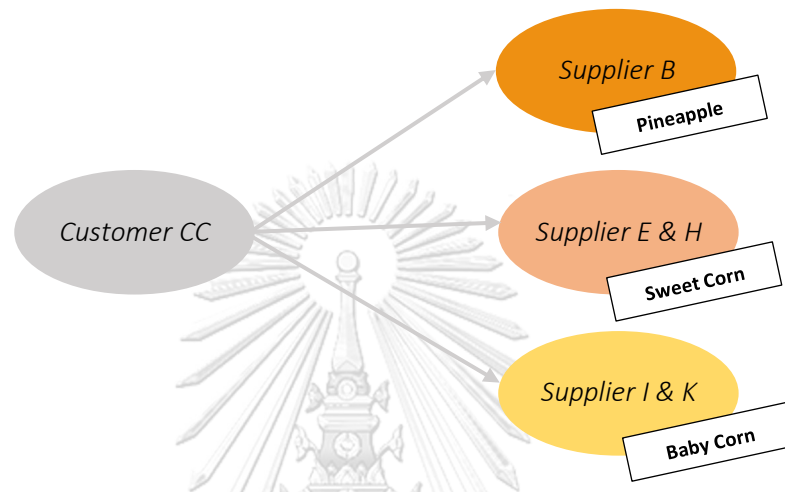 Supplier B
Pineapple
Customer CC
Supplier E & H
Sweet Corn
Supplier I & K
Baby Corn